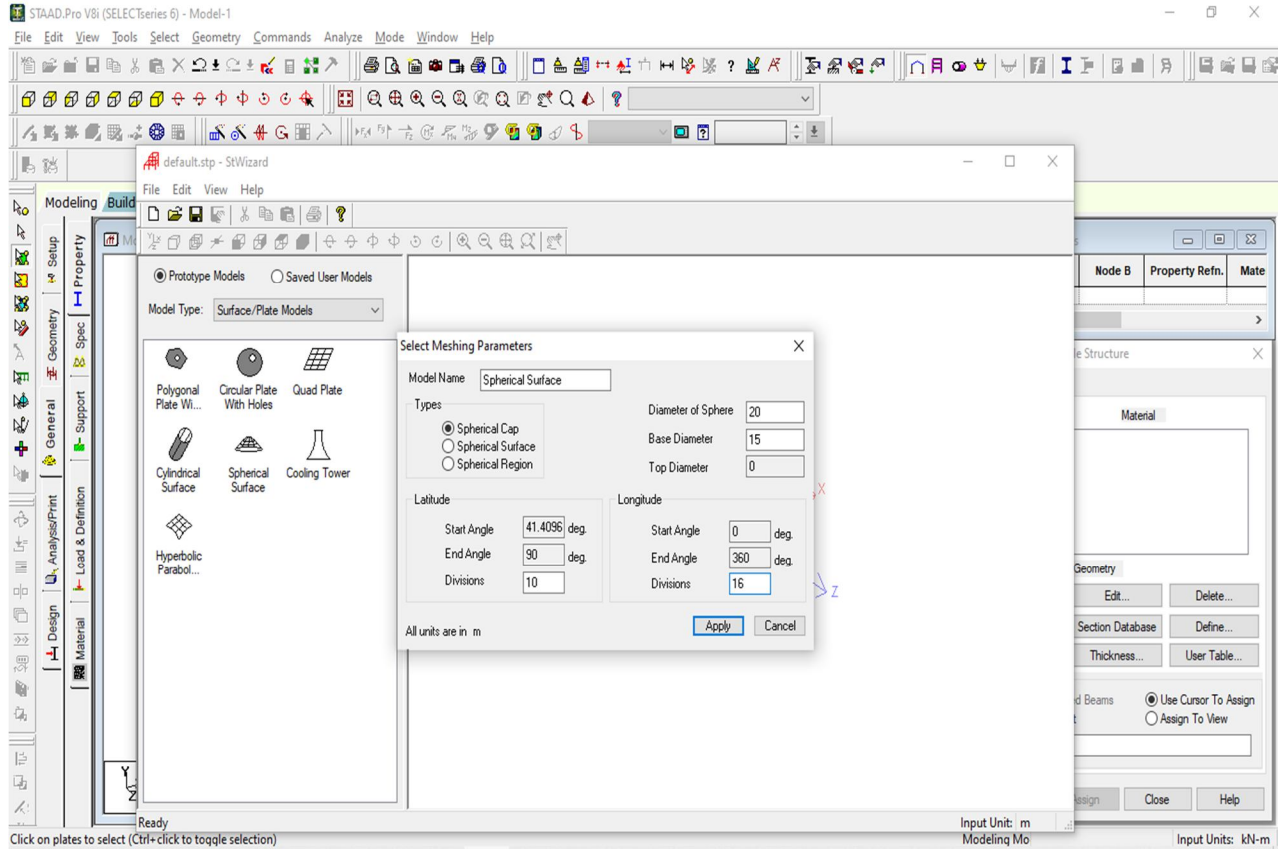 STAAD.Pro V8i (SELECTseries 6) - Model-1
File Edit View Tools Select Geometry Commands Analyze Mode Window Help
default.stp - StWizard
File Edit View Help
Modeling
Build
Setup
Geometry
General
Analysis/Print
Design
Property
Spec
Support
Load & Definition
Material
Prototype Models Saved User Models
Model Type: Surface/Plate Models
Polygonal
Plate Wi...
Circular Plate
With Holes
Quad Plate
Cylindrical
Surface
Spherical
Surface
Cooling Tower
Hyperbolic
Parabol...
Select Meshing Parameters
Model Name Spherical Surface
Types
Spherical Cap
Spherical Surface
Spherical Region
Diameter of Sphere 20
Base Diameter 15
Top Diameter 0
Latitude
Start Angle 41.4096 deg.
End Angle 90 deg.
Divisions 10
Longitude
Start Angle 0 deg.
End Angle 360 deg.
Divisions 16
All units are in m
Apply Cancel
X
Z
Node B Property Refn. Mate
le Structure
Material
Geometry
Edit... Delete...
Section Database Define...
Thickness... User Table...
d Beams
Use Cursor To Assign
Assign To View
Assign Close Help
Y
Z
Ready
Input Unit: m
Click on plates to select (Ctrl+click to toggle selection)
Modeling Mo
Input Units: kN-m